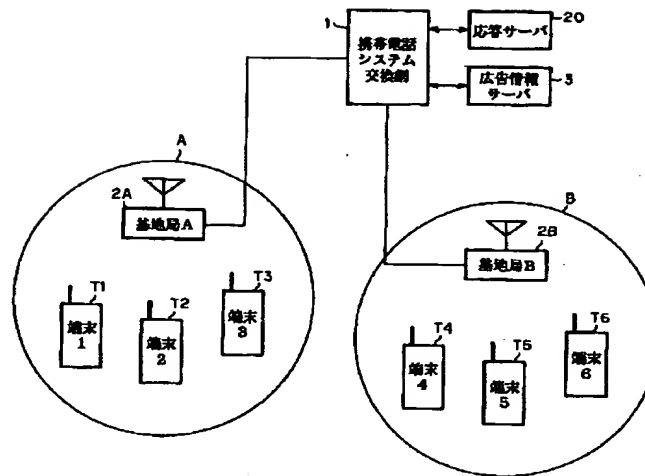 1
携帯電話
システム
交換網
20
応答サーバ
3
広告情報
サーバ
A
2A
基地局A
T1
端末
1
T2
端末
2
T3
端末
3
B
2B
基地局B
T4
端末
4
T5
端末
5
T6
端末
6